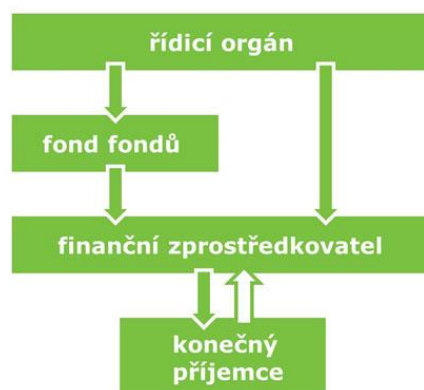 řídicí orgán
fond fondů
finanční zprostředkovatel
konečný
příjemce